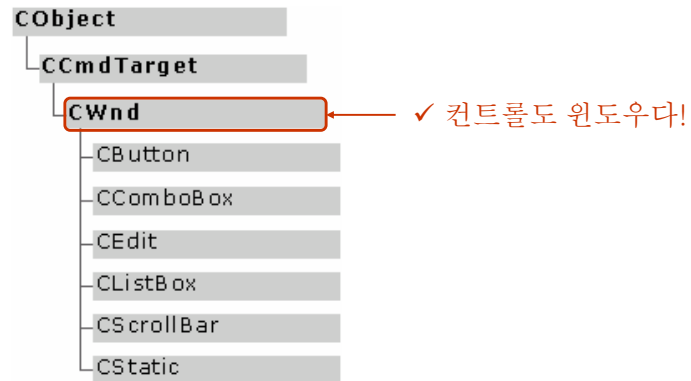 CObject
CCmdTarget
CWnd
✓ 컨트롤도 윈도우다!
CButton
CComboBox
CEdit
CListBox
CScrollBar
CStatic